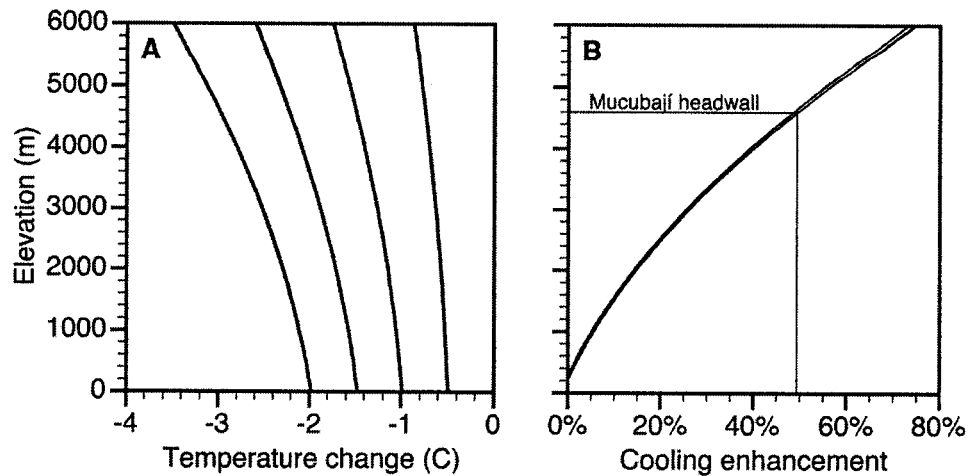 6000
5000
4000
3000
2000
1000
0
Elevation (m)
A
-4
-3
-2
-1
0
Temperature change (C)
B
Mucubají headwall
0%
20%
40%
60%
80%
Cooling enhancement